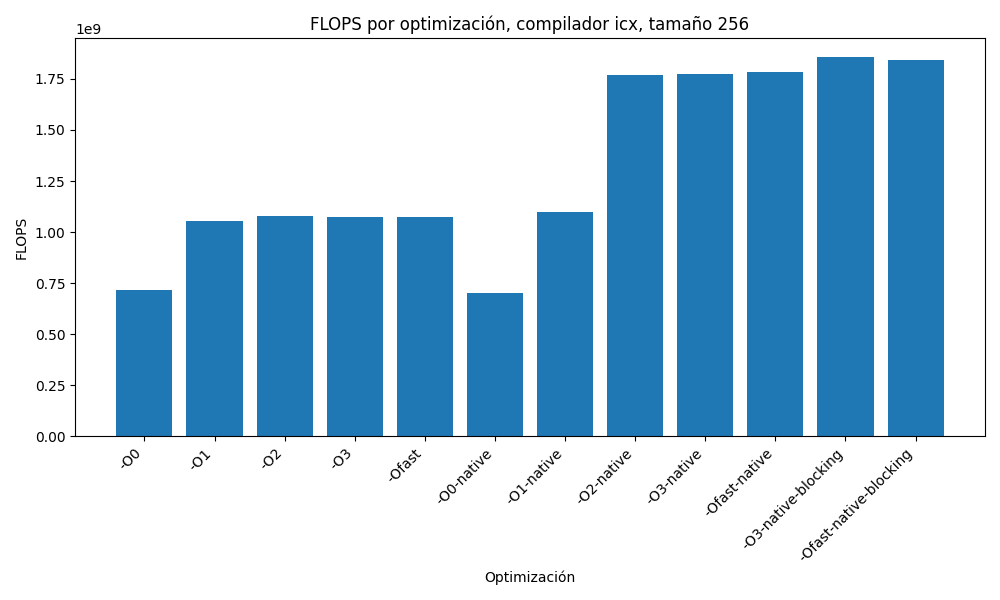 FLOPS por optimización, compilador icx, tamaño 256
1e9
1.75
1.50
1.25
1.00
0.75
0.50
0.25
0.00
FLOPS
-O0
-O1
-O2
-O3
-Ofast
-O0-native
-O1-native
-O2-native
-O3-native
-Ofast-native
-O3-native-blocking
-Ofast-native-blocking
Optimización